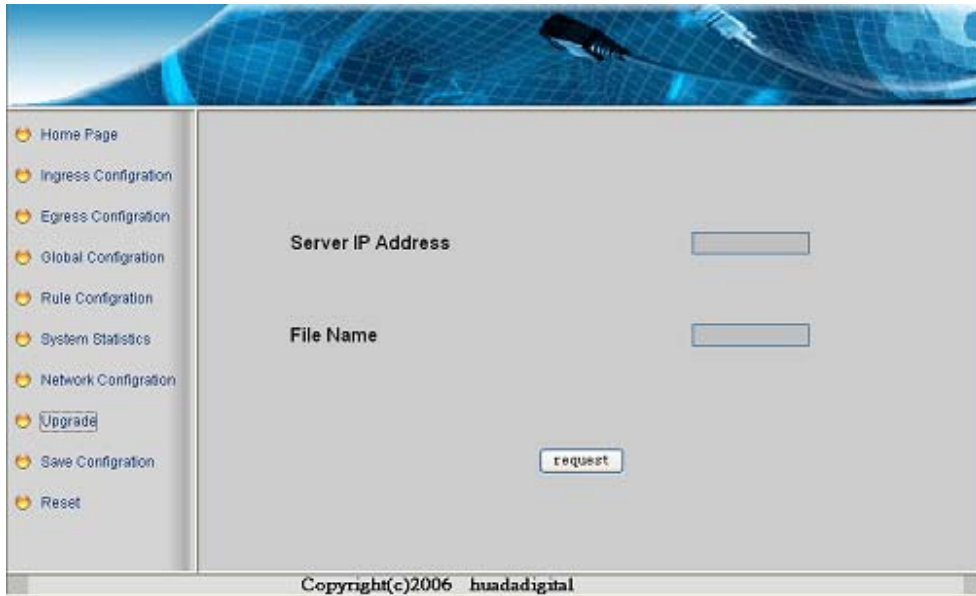 Home Page
Ingress Configration
Egress Configration
Global Configration
Rule Configration
System Statistics
Network Configration
Upgrade
Save Configration
Reset
Server IP Address
File Name
request
Copyright(c)2006 huadadigital